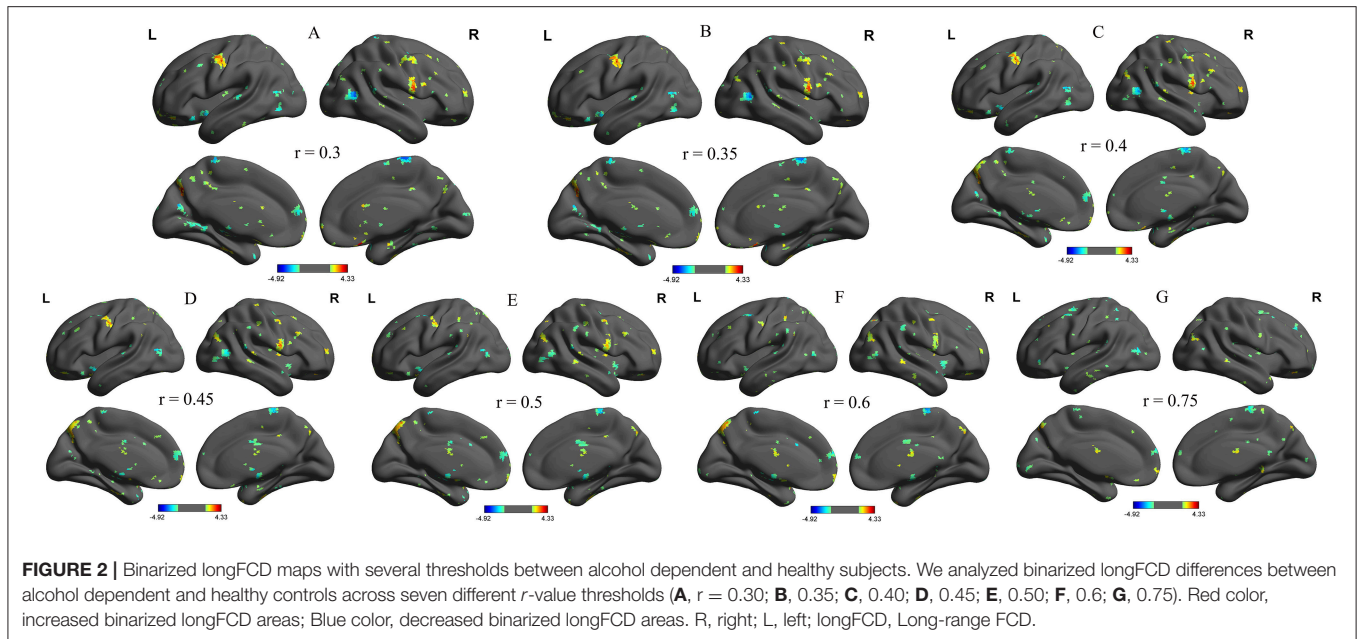 L A R
L B R
L C R
r = 0.3
r = 0.35
r = 0.4
-4.92 4.33
-4.92 4.33
-4.92 4.33
L D R
L E R
L F R
L G R
r = 0.45
r = 0.5
r = 0.6
r = 0.75
-4.92 4.33
-4.92 4.33
-4.92 4.33
-4.92 4.33
FIGURE 2 | Binarized longFCD maps with several thresholds between alcohol dependent and healthy subjects. We analyzed binarized longFCD differences between
alcohol dependent and healthy controls across seven different r-value thresholds (A, r = 0.30; B, 0.35; C, 0.40; D, 0.45; E, 0.50; F, 0.6; G, 0.75). Red color,
increased binarized longFCD areas; Blue color, decreased binarized longFCD areas. R, right; L, left; longFCD, Long-range FCD.